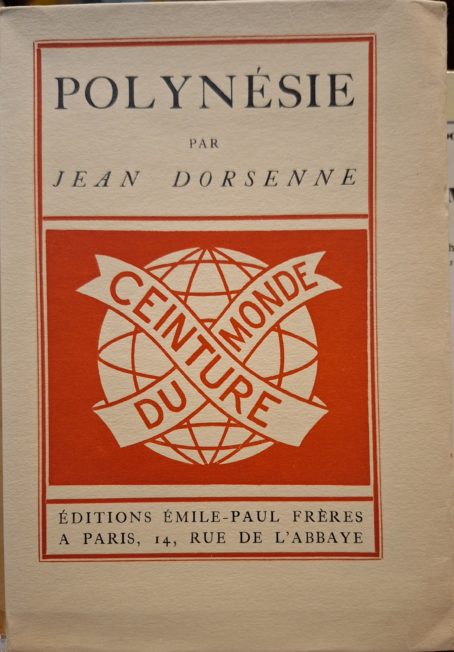 POLYNÉSIE
PAR
JEAN DORSENNE
CEINTURE
DU MONDE
ÉDITIONS ÉMILE-PAUL FRÈRES
A PARIS, 14, RUE DE L'ABBAYE